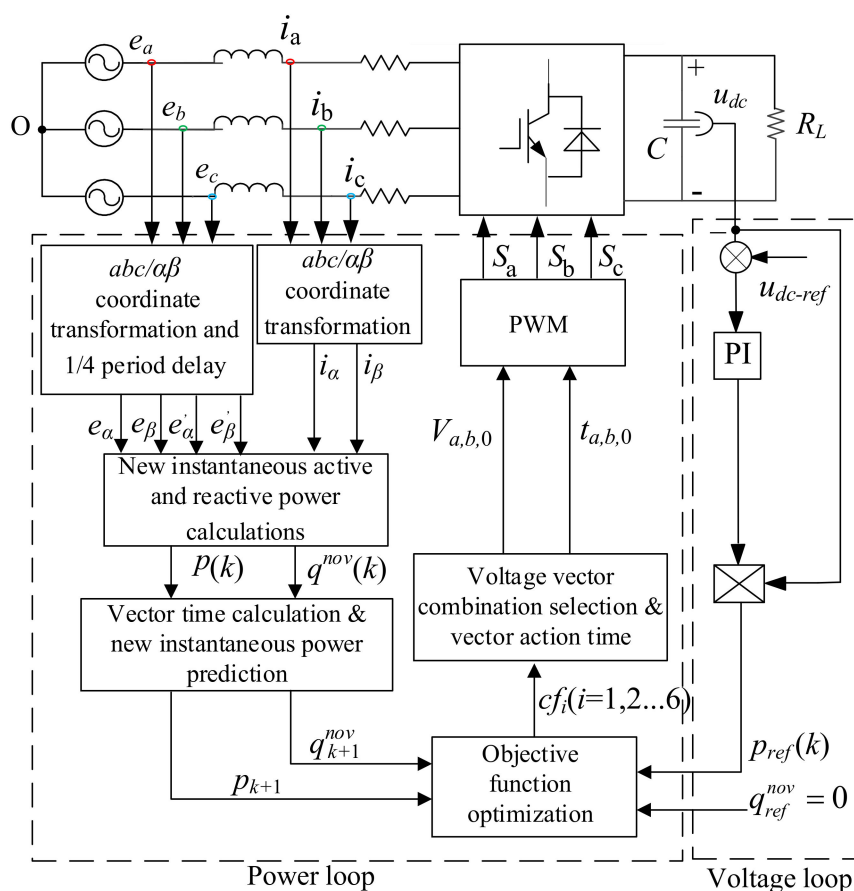 e_a
i_a
e_b
i_b
O
e_c
i_c
+
u_dc
C
R_L
-
abc/αβ
coordinate
transformation and
1/4 period delay
abc/αβ
coordinate
transformation
S_a
S_b
S_c
PWM
−
u_dc-ref
PI
i_α
i_β
e_α
e_β
e'_α
e'_β
V_a,b,0
t_a,b,0
New instantaneous active
and reactive power
calculations
p(k)
q^nov(k)
Voltage vector
combination selection &
vector action time
Vector time calculation &
new instantaneous power
prediction
cf_i(i=1,2...6)
q^nov_k+1
p_k+1
Objective
function
optimization
p_ref(k)
q^nov_ref = 0
Power loop
Voltage loop